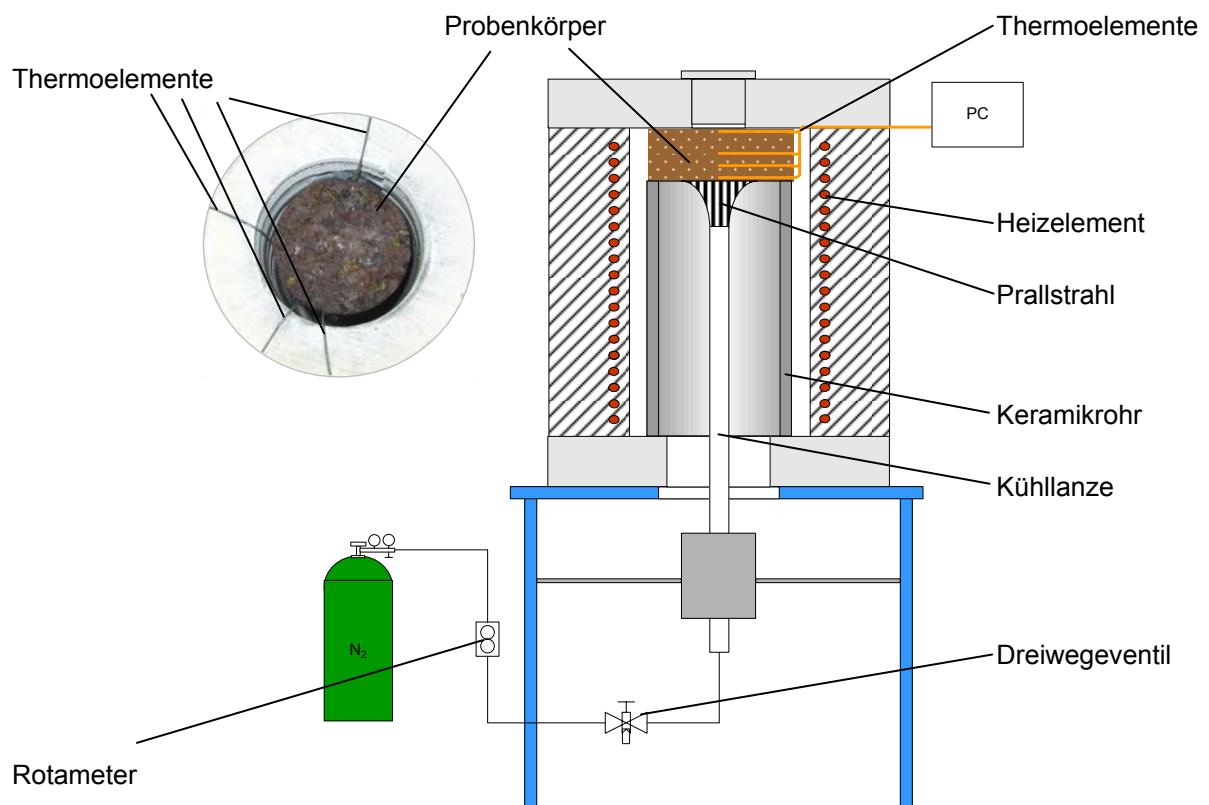 Probenkörper
Thermoelemente
Thermoelemente
PC
Heizelement
Prallstrahl
Keramikrohr
Kühllanze
N₂
Dreiwegeventil
Rotameter